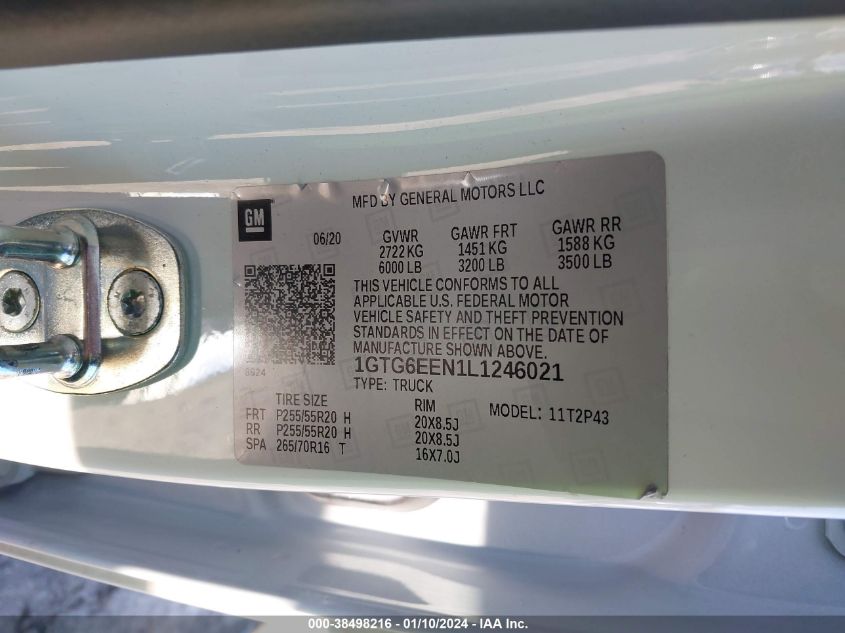 MFD BY GENERAL MOTORS LLC
GM
06/20
GVWR GAWR FRT GAWR RR
2722 KG 1451 KG 1588 KG
6000 LB 3200 LB 3500 LB
THIS VEHICLE CONFORMS TO ALL
APPLICABLE U.S. FEDERAL MOTOR
VEHICLE SAFETY AND THEFT PREVENTION
STANDARDS IN EFFECT ON THE DATE OF
MANUFACTURE SHOWN ABOVE.
8924
1GTG6EEN1L1246021
TYPE: TRUCK
TIRE SIZE RIM MODEL: 11T2P43
FRT P255/55R20 H 20X8.5J
RR P255/55R20 H 20X8.5J
SPA 265/70R16 T 16X7.0J
000-38498216 - 01/10/2024 - 1GTG6EEN1L1246021